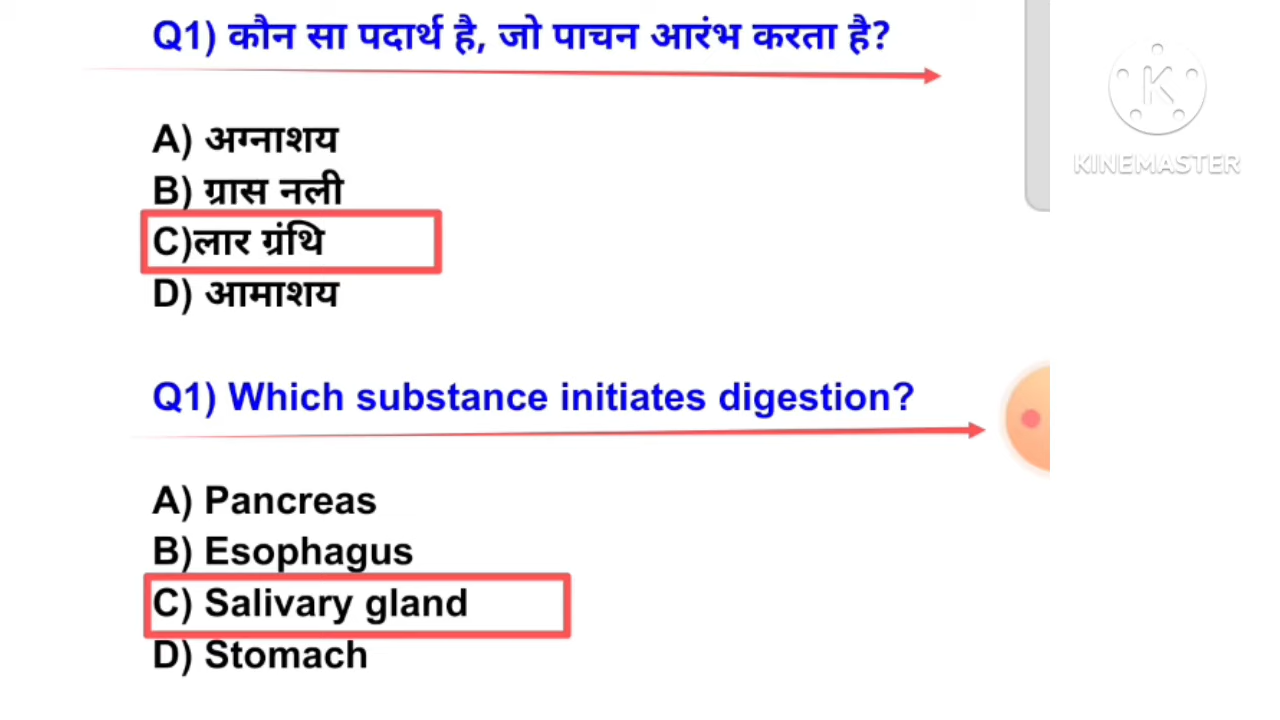 Q1) कौन सा पदार्थ है, जो पाचन आरंभ करता है?
A) अग्नाशय
B) ग्रास नली
C)लार ग्रंथि
D) आमाशय
Q1) Which substance initiates digestion?
A) Pancreas
B) Esophagus
C) Salivary gland
D) Stomach
K
KINEMASTER